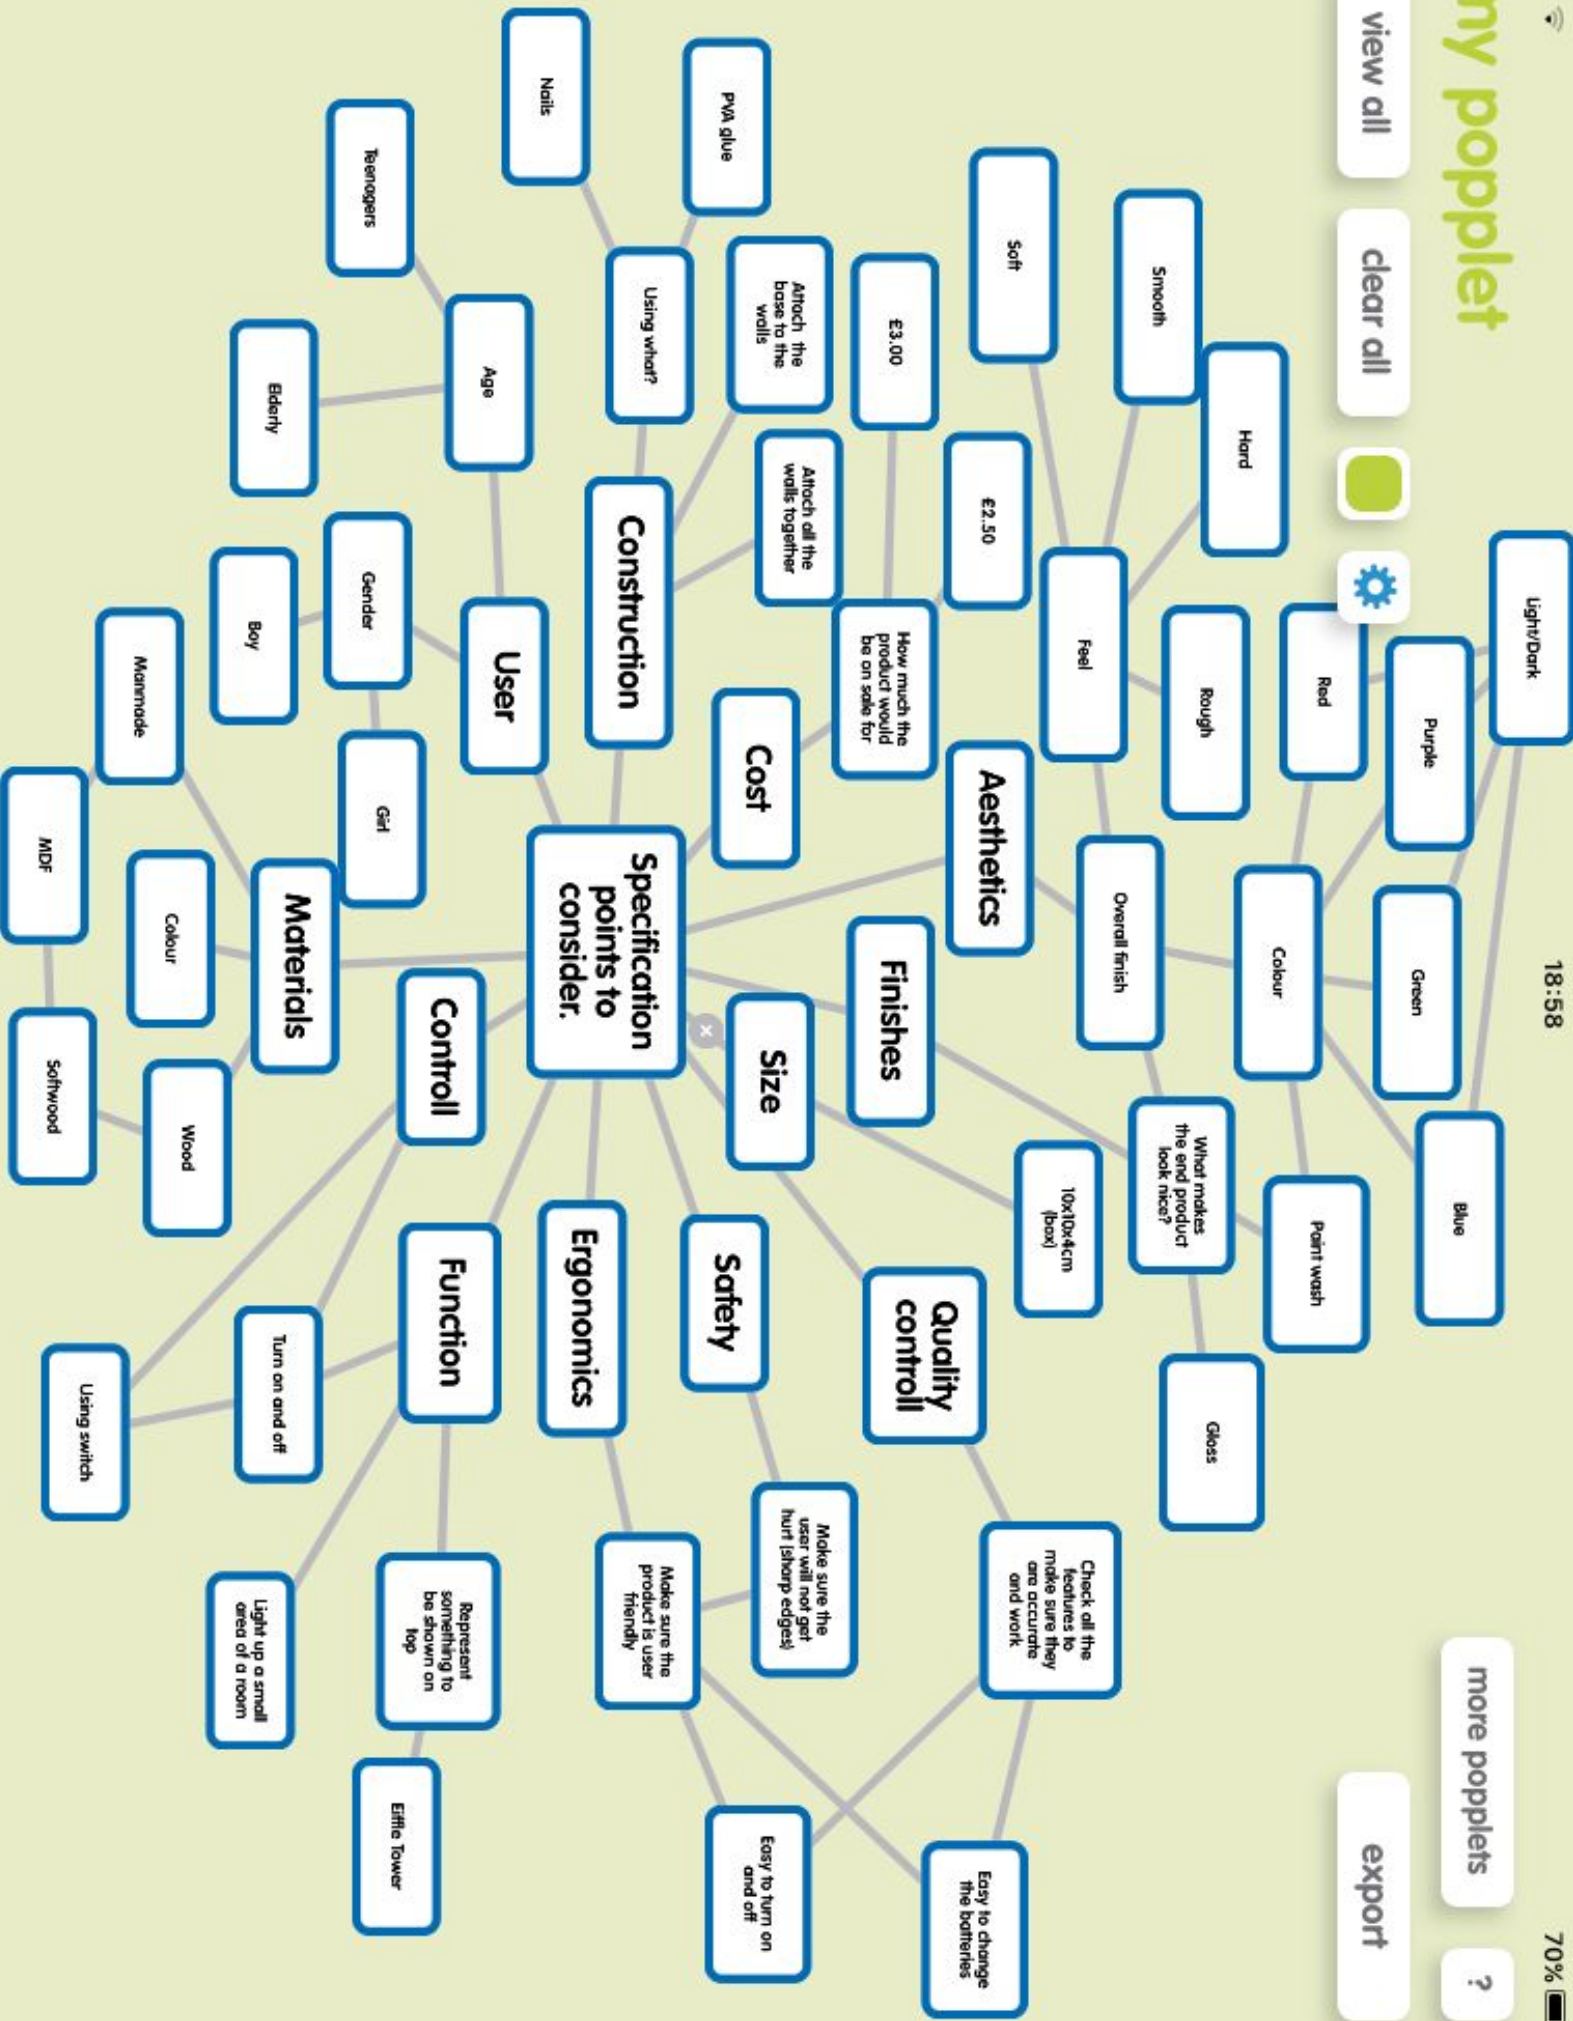 18:58
70%
my popplet
more popplets
?
view all
clear all
export
Light/Dark
Purple
Green
Blue
Red
Hard
Smooth
Rough
Colour
Paint wash
Soft
Feel
Overall finish
What makes
the end product
look nice?
Gloss
10x10x4cm
(box)
Check all the
features to
make sure they
are accurate
and work
£2.50
£3.00
Aesthetics
Finishes
Quality
controll
Easy to change
the batteries
How much the
product would
be on sale for
Attach the
base to the
walls
Attach all the
walls together
Cost
Size
Make sure the
user will not get
hurt (sharp edges)
PVA glue
Safety
Easy to turn on
and off
Using what?
Construction
Specification
points to
consider.
Make sure the
product is user
friendly
Nails
Ergonomics
Age
User
Controll
Function
Represent
something to
be shown on
top
Eiffle Tower
Teenagers
Gender
Girl
Elderly
Boy
Materials
Turn on and off
Light up a small
area of a room
Manmade
Colour
Wood
Using switch
MDF
Softwood
x